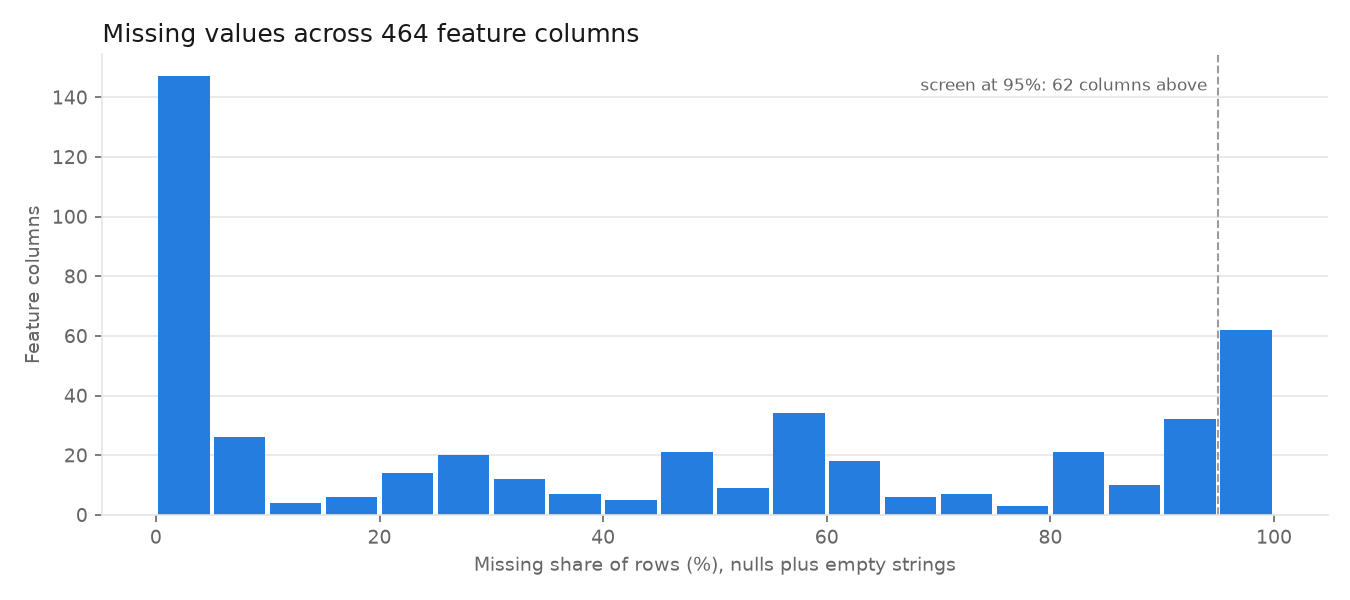 Missing values across 464 feature columns
screen at 95%: 62 columns above
Feature columns
140
120
100
80
60
40
20
0
0 20 40 60 80 100
Missing share of rows (%), nulls plus empty strings